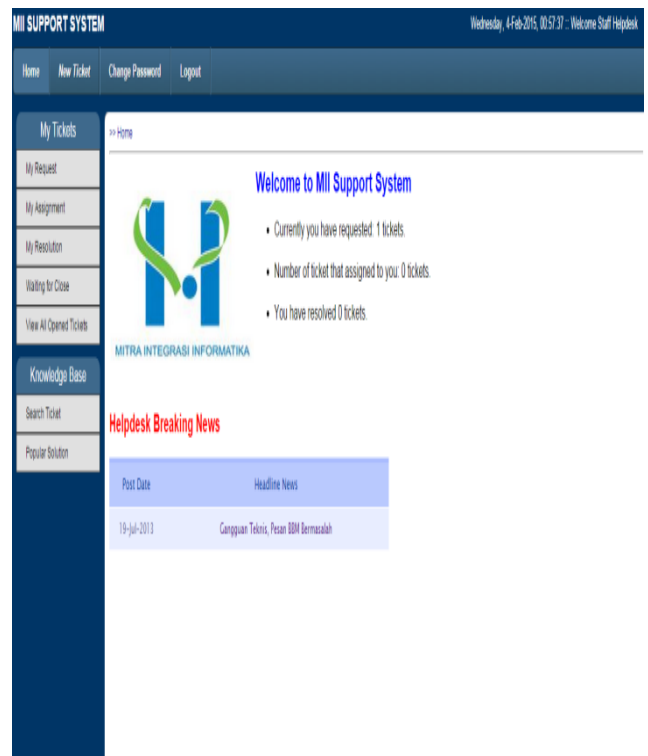 MII SUPPORT SYSTEM
Wednesday, 4-Feb-2015, 00:57:37 :: Welcome Staff Helpdesk
Home New Ticket Change Password Logout
My Tickets
My Request
My Assignment
My Resolution
Waiting for Close
View All Opened Tickets
Knowledge Base
Search Ticket
Popular Solution
>> Home
Welcome to MII Support System
• Currently you have requested: 1 tickets.
• Number of ticket that assigned to you: 0 tickets.
• You have resolved 0 tickets.
MITRA INTEGRASI INFORMATIKA
Helpdesk Breaking News
Post Date Headline News
19-Jul-2013 Gangguan Teknis, Pesan BBM Bermasalah